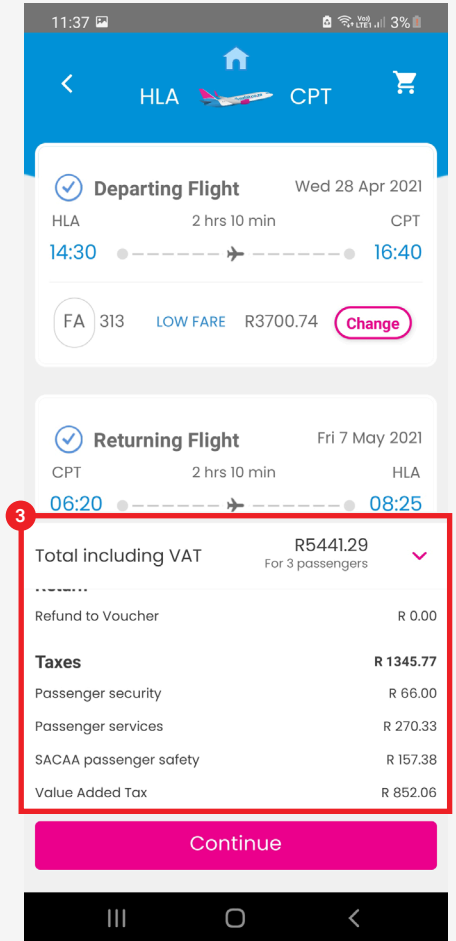 11:37 3%
HLA CPT
Departing Flight Wed 28 Apr 2021
HLA 2 hrs 10 min CPT
14:30 16:40
FA 313 LOW FARE R3700.74 Change
Returning Flight Fri 7 May 2021
CPT 2 hrs 10 min HLA
06:20 08:25
3
Total including VAT R5441.29
For 3 passengers
Refund to Voucher R 0.00
Taxes R 1345.77
Passenger security R 66.00
Passenger services R 270.33
SACAA passenger safety R 157.38
Value Added Tax R 852.06
Continue